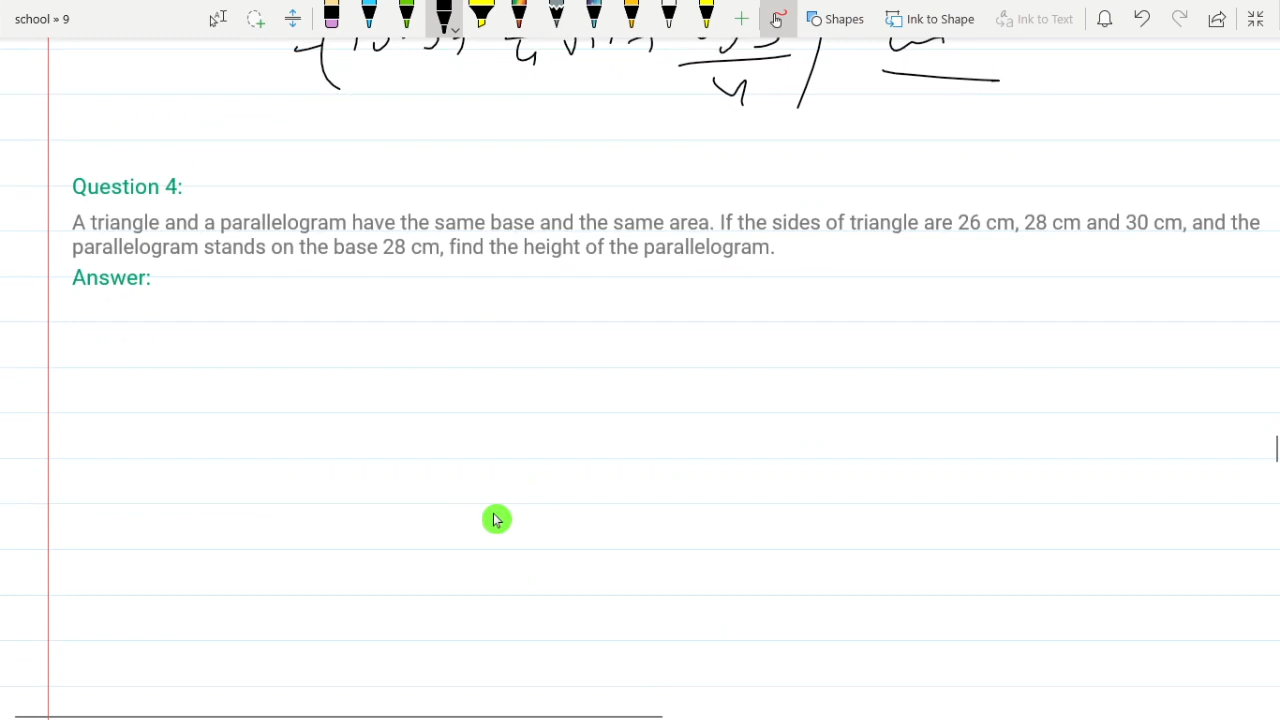 school » 9
Shapes
Ink to Shape
Ink to Text
4
Question 4:
A triangle and a parallelogram have the same base and the same area. If the sides of triangle are 26 cm, 28 cm and 30 cm, and the
parallelogram stands on the base 28 cm, find the height of the parallelogram.
Answer: